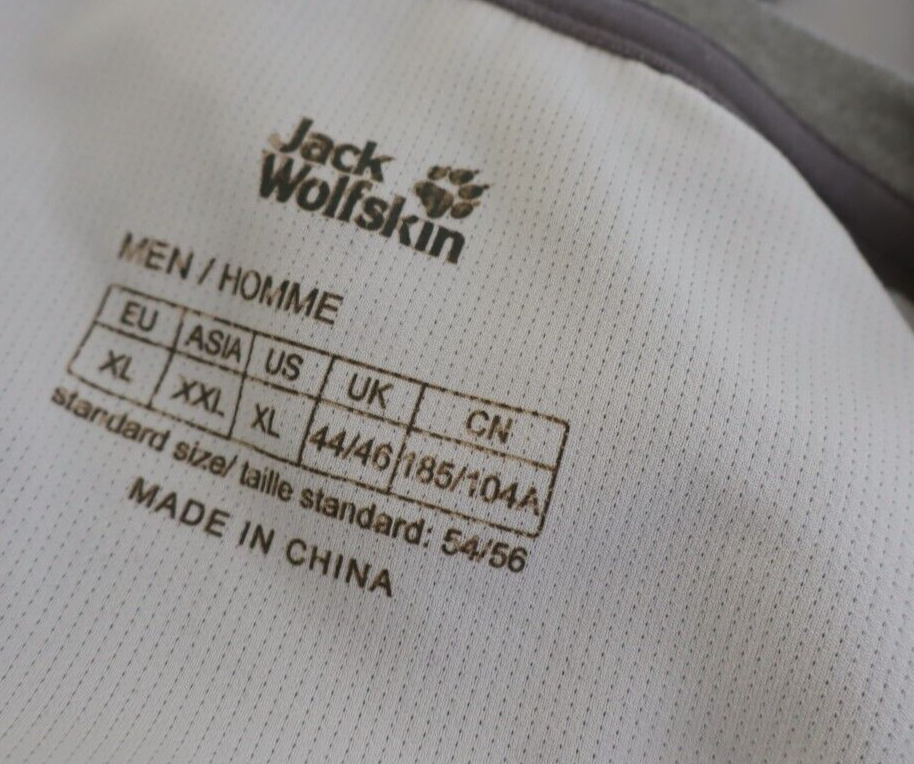 Jack
Wolfskin
MEN / HOMME
EU ASIA US UK CN
XL XXL XL 44/46 185/104A
standard size/ taille standard: 54/56
MADE IN CHINA